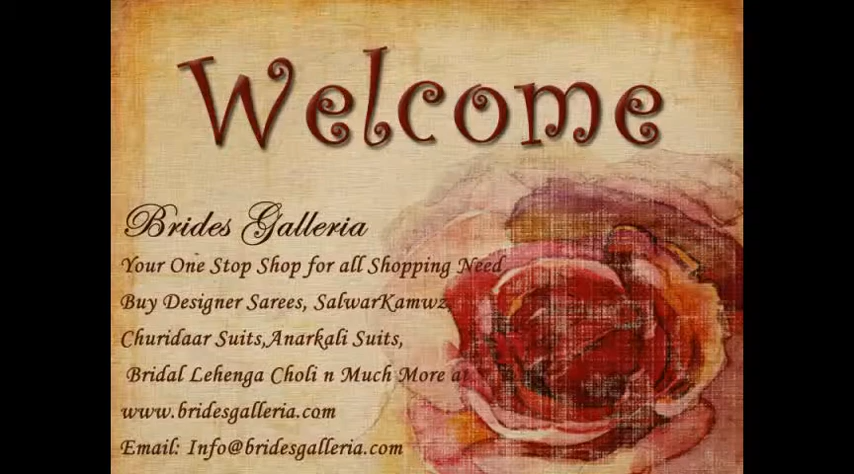 Welcome
Brides Galleria
Your One Stop Shop for all Shopping Need
Buy Designer Sarees, SalwarKamwz,
Churidaar Suits,Anarkali Suits,
Bridal Lehenga Choli n Much More at
www.bridesgalleria.com
Email: Info@bridesgalleria.com